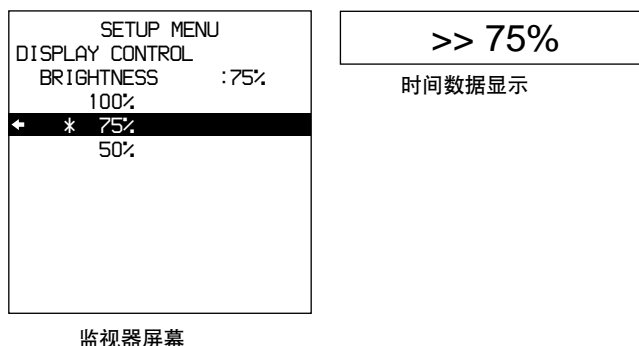 SETUP MENU
DISPLAY CONTROL
BRIGHTNESS :75%
100%
← * 75%
50%
监视器屏幕
>> 75%
时间数据显示